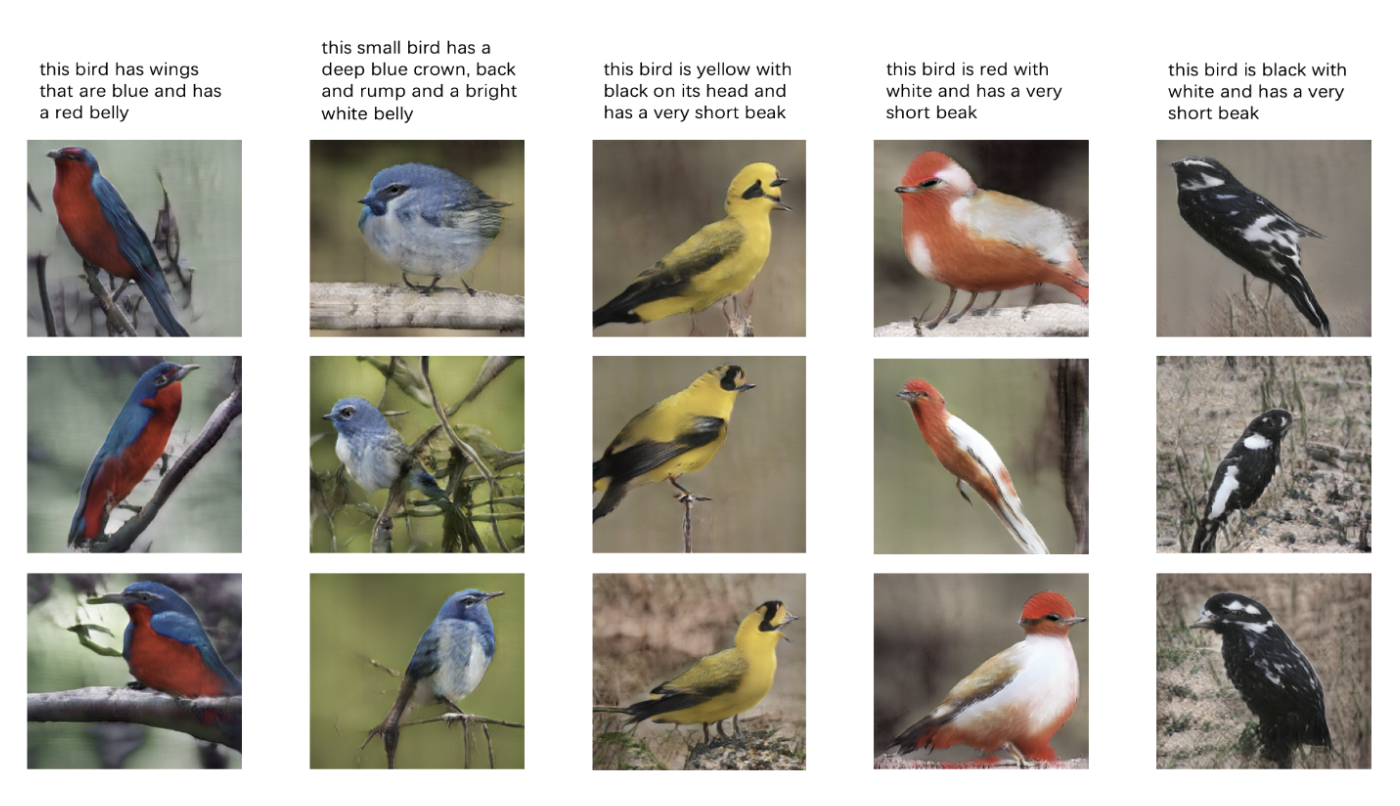 this bird has wings
that are blue and has
a red belly
this small bird has a
deep blue crown, back
and rump and a bright
white belly
this bird is yellow with
black on its head and
has a very short beak
this bird is red with
white and has a very
short beak
this bird is black with
white and has a very
short beak